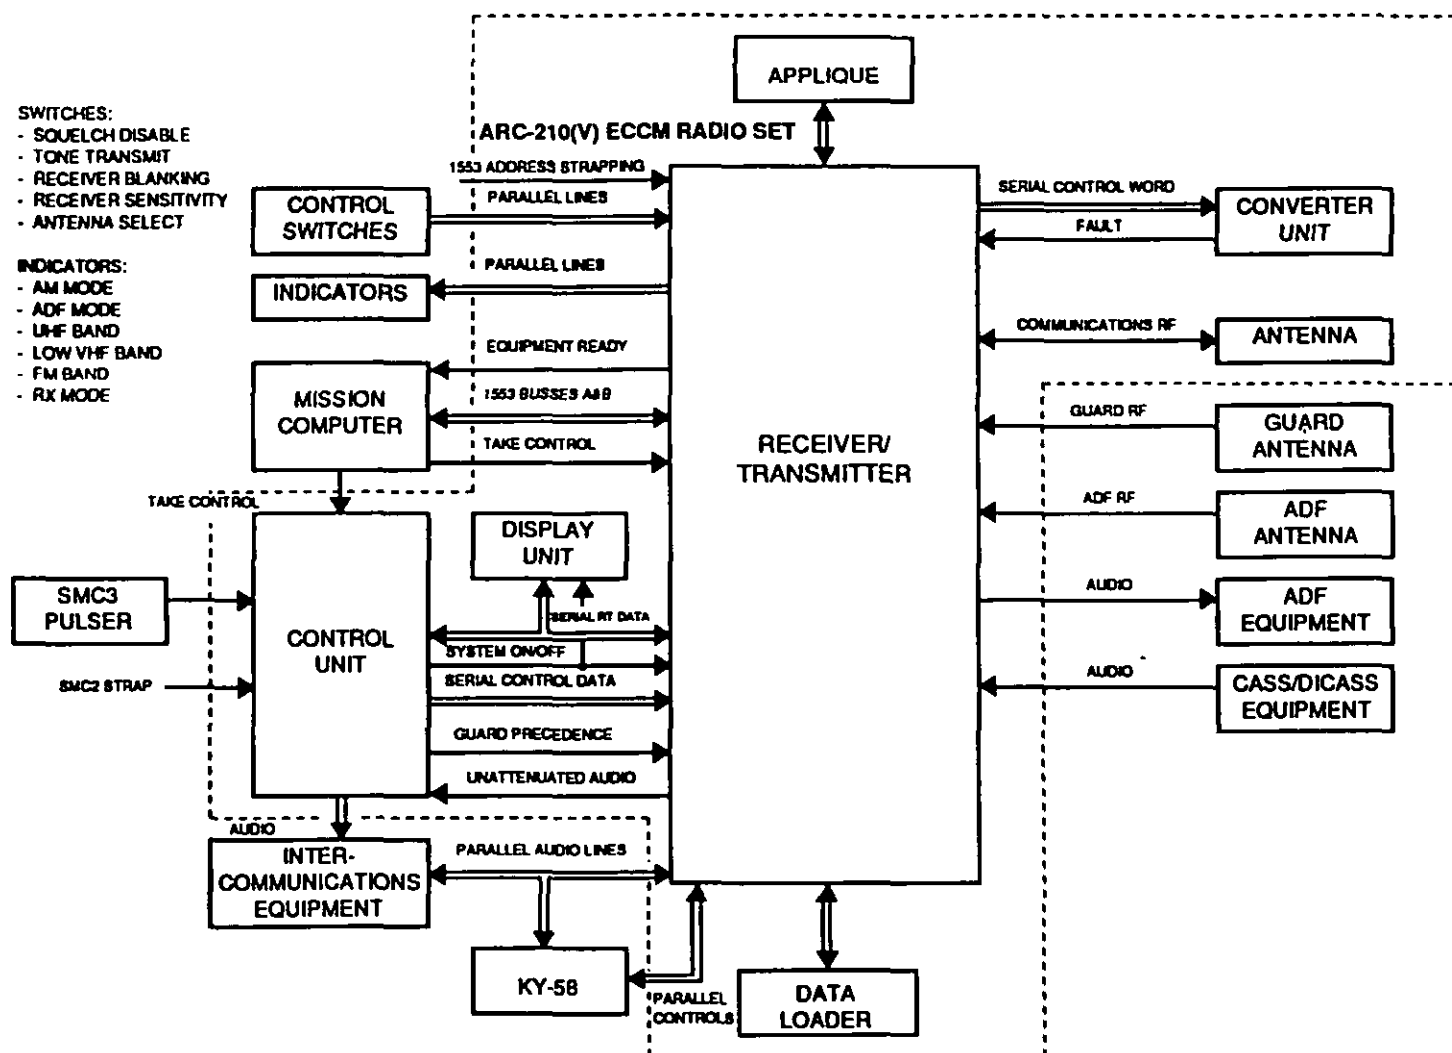 APPLIQUE
SWITCHES:
- SQUELCH DISABLE
- TONE TRANSMIT
- RECEIVER BLANKING
- RECEIVER SENSITIVITY
- ANTENNA SELECT
INDICATORS:
- AM MODE
- ADF MODE
- UHF BAND
- LOW VHF BAND
- FM BAND
- RX MODE
ARC-210(V) ECCM RADIO SET
1553 ADDRESS STRAPPING
CONTROL
SWITCHES
PARALLEL LINES
INDICATORS
PARALLEL LINES
MISSION
COMPUTER
EQUIPMENT READY
1553 BUSSES A&B
TAKE CONTROL
TAKE CONTROL
RECEIVER/
TRANSMITTER
SERIAL CONTROL WORD
FAULT
CONVERTER
UNIT
COMMUNICATIONS RF
ANTENNA
GUARD RF
GUARD
ANTENNA
ADF RF
ADF
ANTENNA
AUDIO
ADF
EQUIPMENT
AUDIO
CASS/DICASS
EQUIPMENT
DISPLAY
UNIT
SMC3
PULSER
SMC2 STRAP
CONTROL
UNIT
SERIAL RT DATA
SYSTEM ON/OFF
SERIAL CONTROL DATA
GUARD PRECEDENCE
UNATTENUATED AUDIO
AUDIO
INTER-
COMMUNICATIONS
EQUIPMENT
PARALLEL AUDIO LINES
KY-58
PARALLEL
CONTROLS
DATA
LOADER